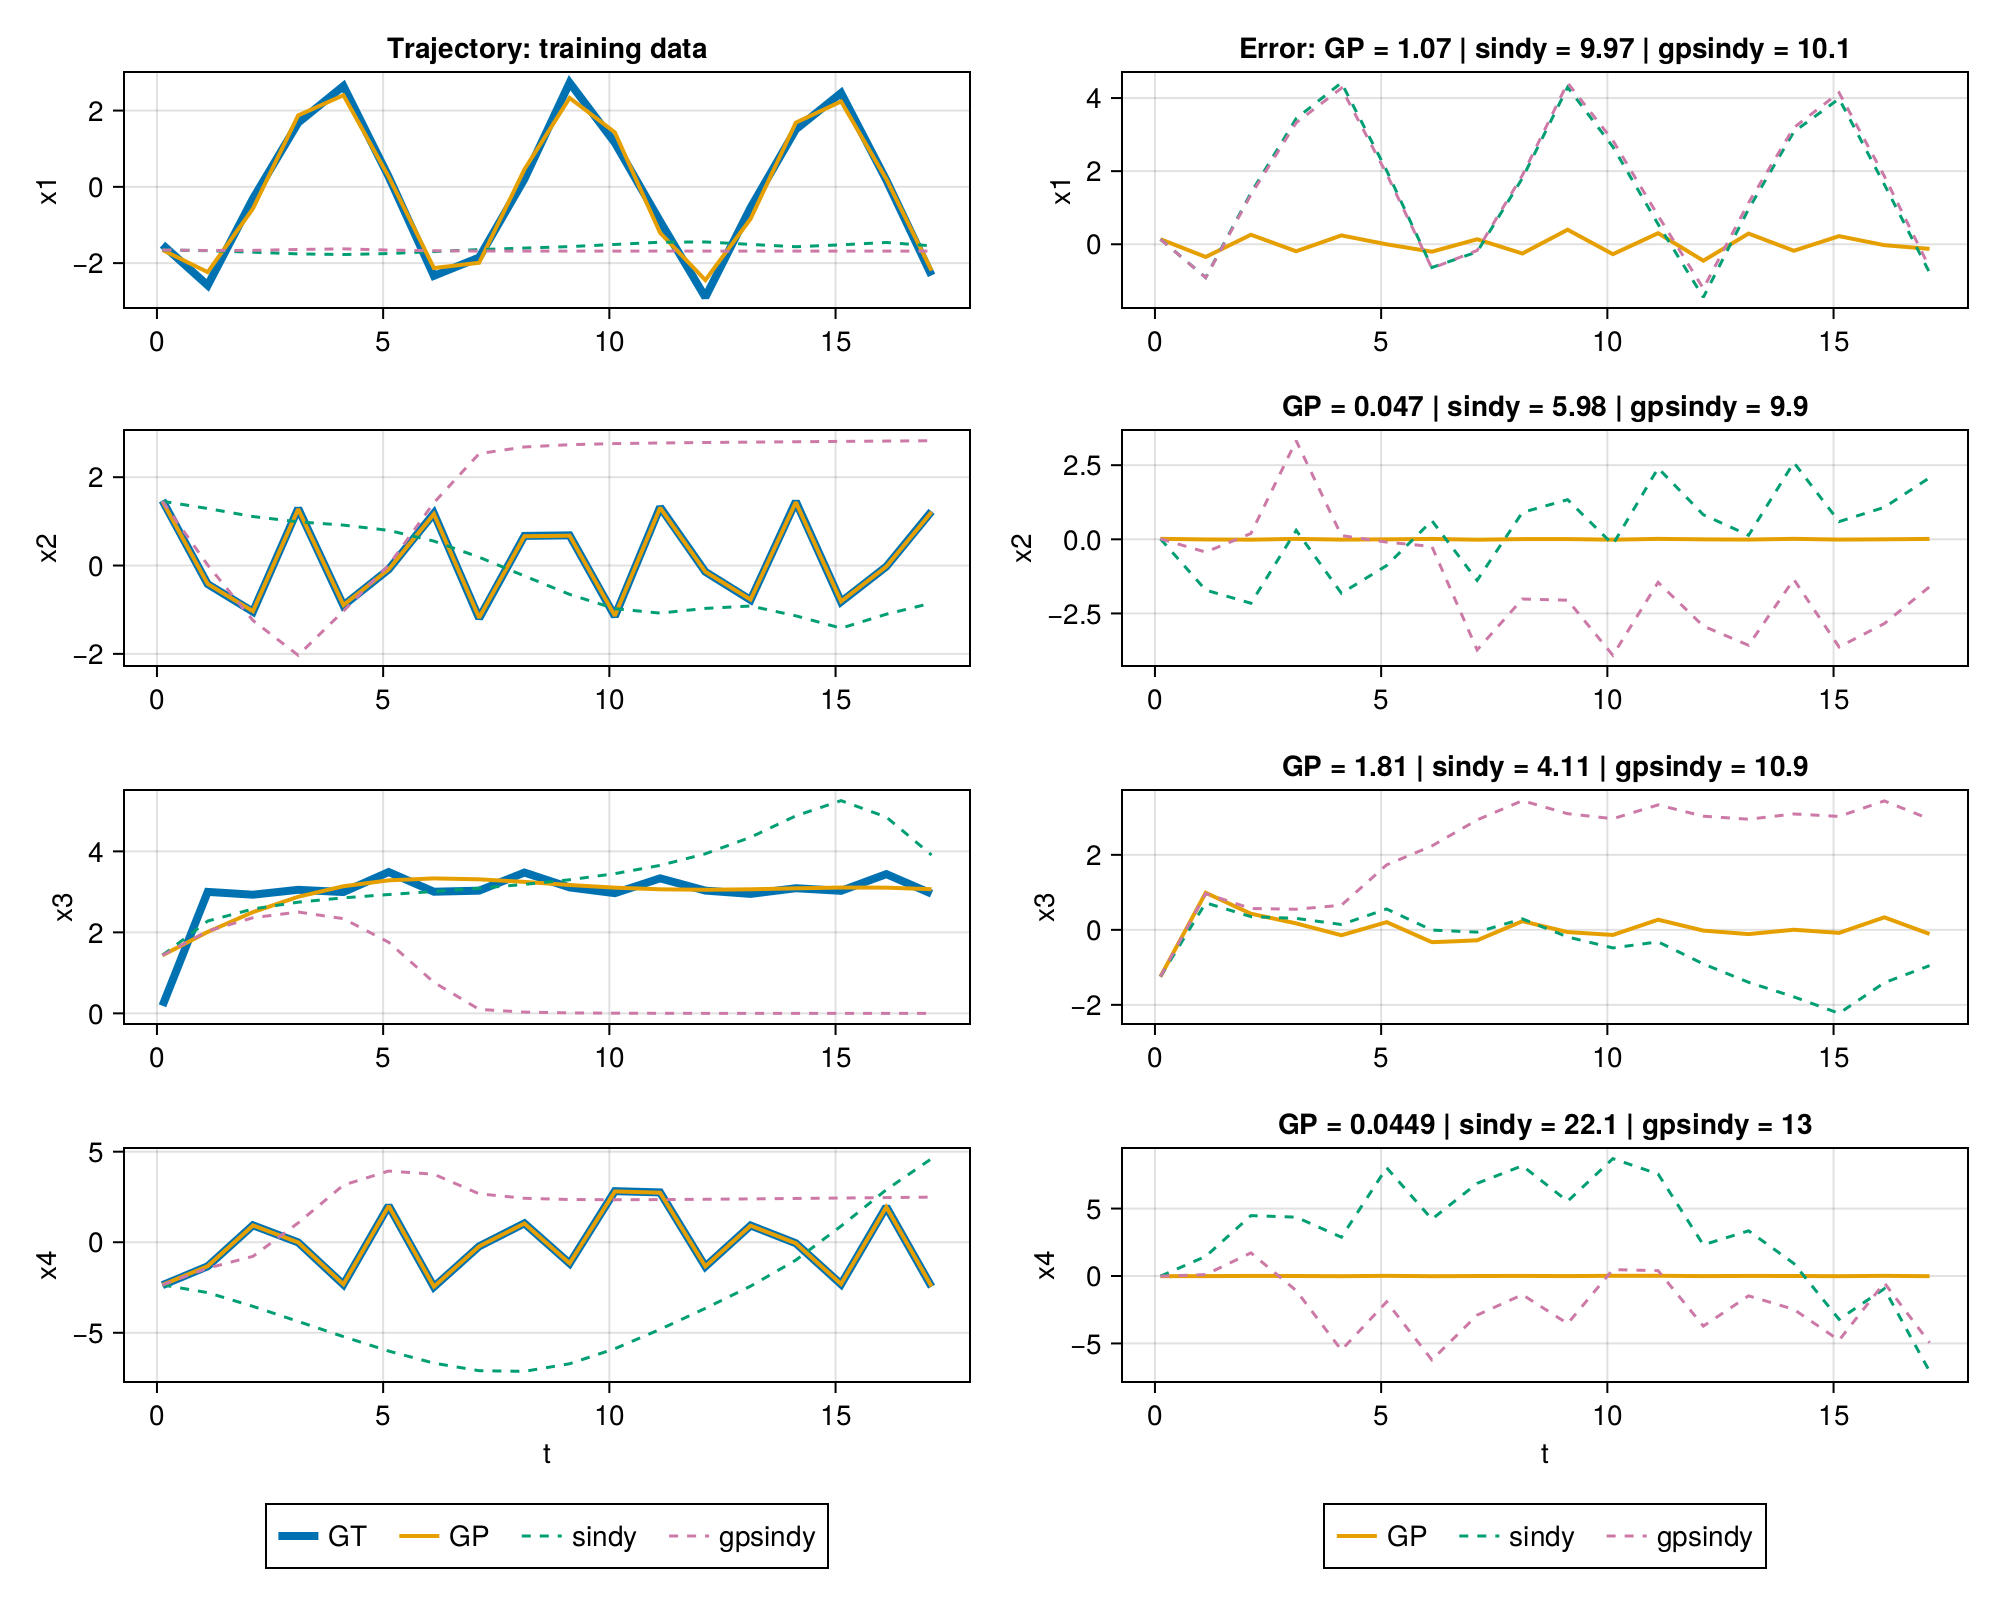 Trajectory: training data
x1
2
0
−2
0 5 10 15
Error: GP = 1.07 | sindy = 9.97 | gpsindy = 10.1
x1
4
2
0
0 5 10 15
x2
2
0
−2
0 5 10 15
GP = 0.047 | sindy = 5.98 | gpsindy = 9.9
x2
2.5
0.0
−2.5
0 5 10 15
x3
4
2
0
0 5 10 15
GP = 1.81 | sindy = 4.11 | gpsindy = 10.9
x3
2
0
−2
0 5 10 15
x4
5
0
−5
0 5 10 15
t
GP = 0.0449 | sindy = 22.1 | gpsindy = 13
x4
5
0
−5
0 5 10 15
t
GT GP sindy gpsindy
GP sindy gpsindy